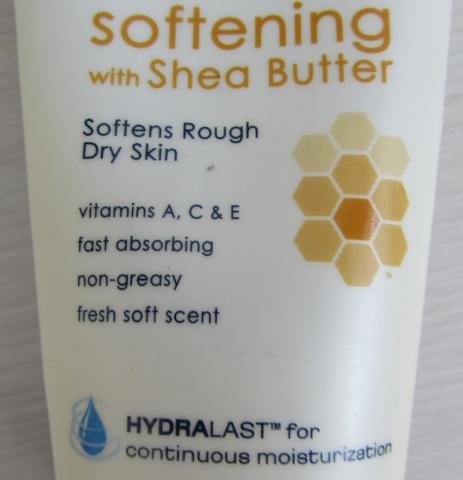 softening
with Shea Butter
Softens Rough
Dry Skin
vitamins A, C & E
fast absorbing
non-greasy
fresh soft scent
™
HYDRALAST™ for
continuous moisturization